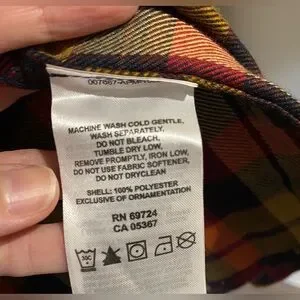 MACHINE WASH COLD GENTLE,
WASH SEPARATELY,
DO NOT BLEACH,
TUMBLE DRY LOW,
REMOVE PROMPTLY, IRON LOW,
DO NOT USE FABRIC SOFTENER,
DO NOT DRYCLEAN
SHELL: 100% POLYESTER
EXCLUSIVE OF ORNAMENTATION
RN 69724
CA 05367